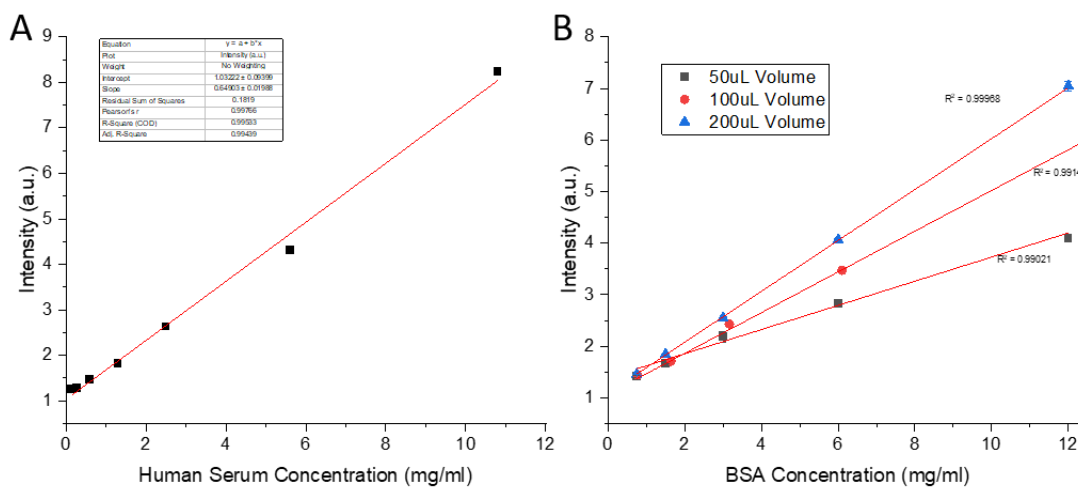 A
9
8
7
6
5
4
3
2
1
Intensity (a.u.)
Equation y = a + b*x
Plot Intensity (a.u.)
Weight No Weighting
Intercept 1.03222 ± 0.09399
Slope 0.64903 ± 0.01988
Residual Sum of Squares 0.1819
Pearson's r 0.99766
R-Square (COD) 0.99533
Adj. R-Square 0.99439
0 2 4 6 8 10 12
Human Serum Concentration (mg/ml)
B
8
7
6
5
4
3
2
1
Intensity (a.u.)
50uL Volume
100uL Volume
200uL Volume
R² = 0.99968
R² = 0.9914
R² = 0.99021
0 2 4 6 8 10 12
BSA Concentration (mg/ml)